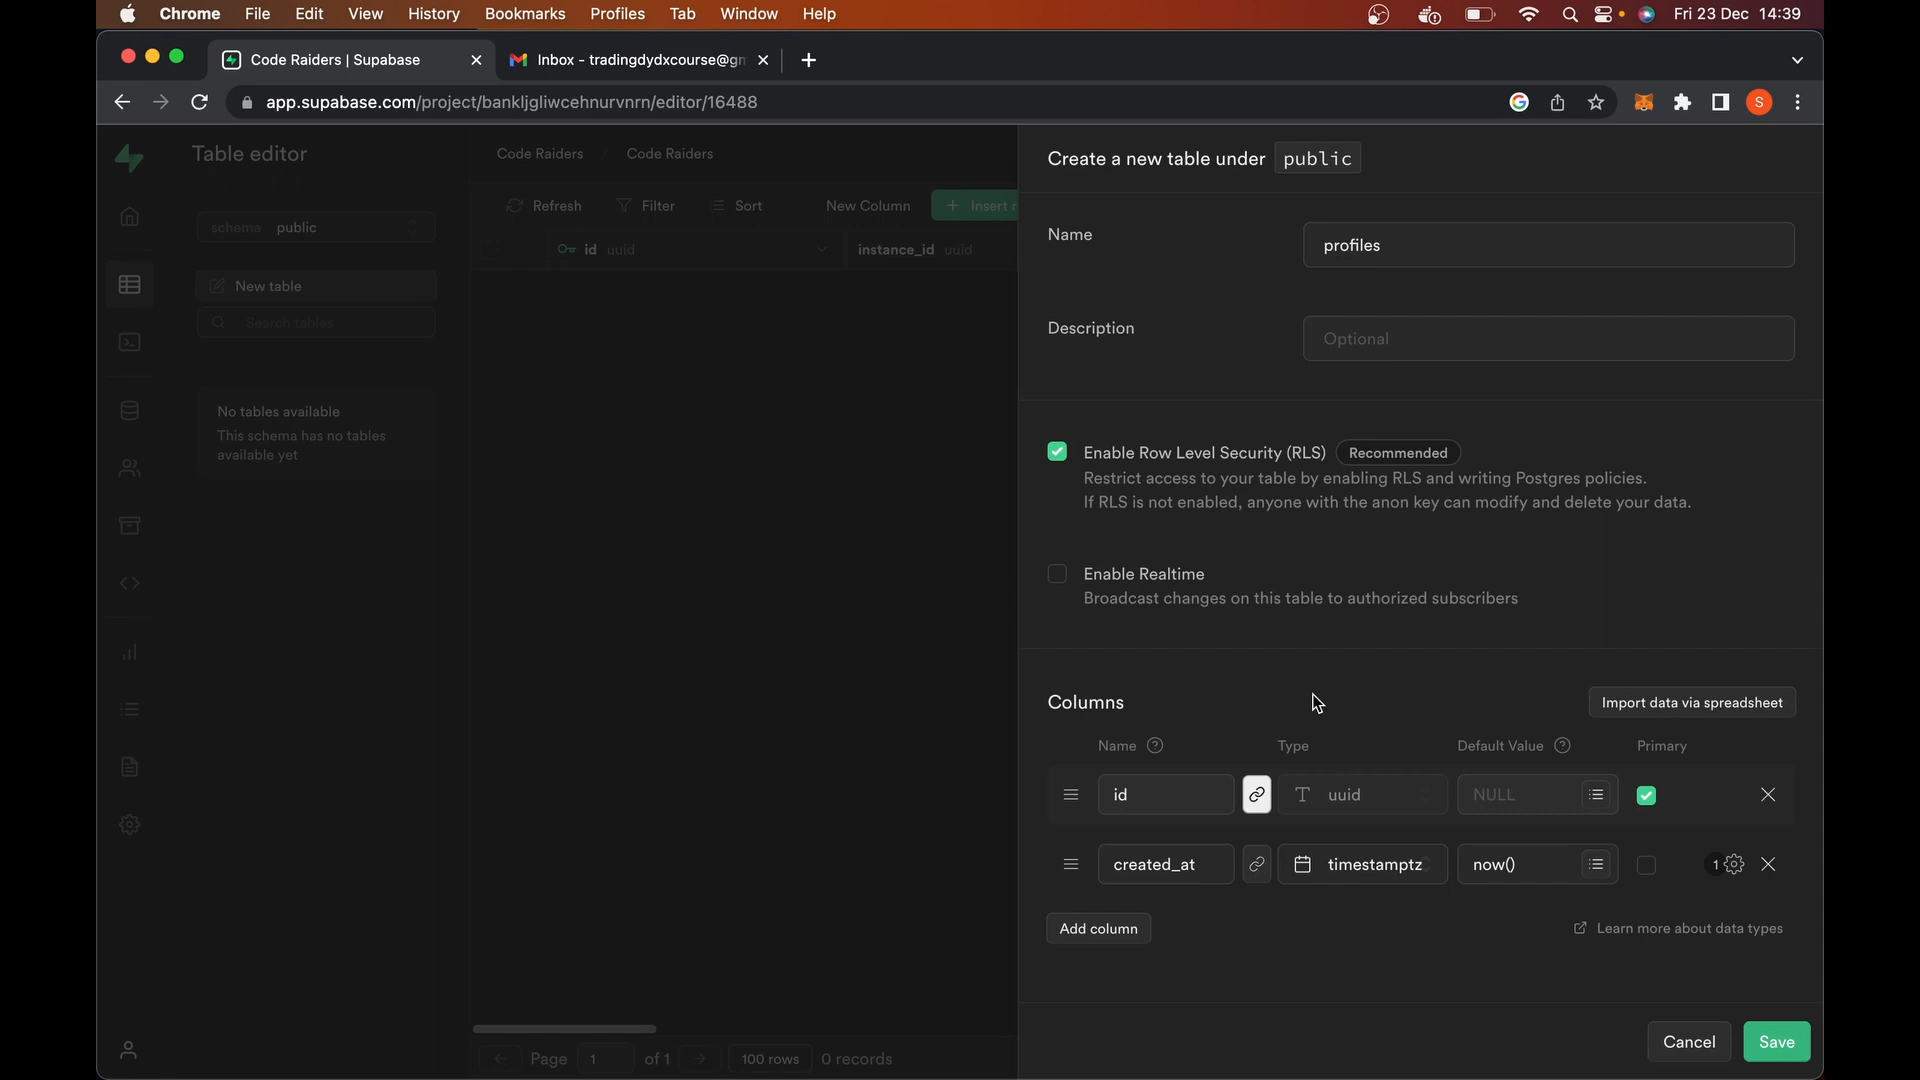 Chrome File Edit View History Bookmarks Profiles Tab Window Help Fri 23 Dec 14:39
Code Raiders | Supabase Inbox - tradingdydxcourse@gm
app.supabase.com/project/bankljgliwcehnurvnrn/editor/16488 S
Table editor
schema public
New table
Search tables
No tables available
This schema has no tables
available yet
Code Raiders / Code Raiders
Refresh Filter Sort New Column + Insert r
id uuid instance_id uuid
Page 1 of 1 100 rows 0 records
Create a new table under public
Name profiles
Description Optional
Enable Row Level Security (RLS) Recommended
Restrict access to your table by enabling RLS and writing Postgres policies.
If RLS is not enabled, anyone with the anon key can modify and delete your data.
Enable Realtime
Broadcast changes on this table to authorized subscribers
Columns Import data via spreadsheet
Name Type Default Value Primary
id T uuid NULL
created_at timestamptz now() 1
Add column Learn more about data types
Cancel Save